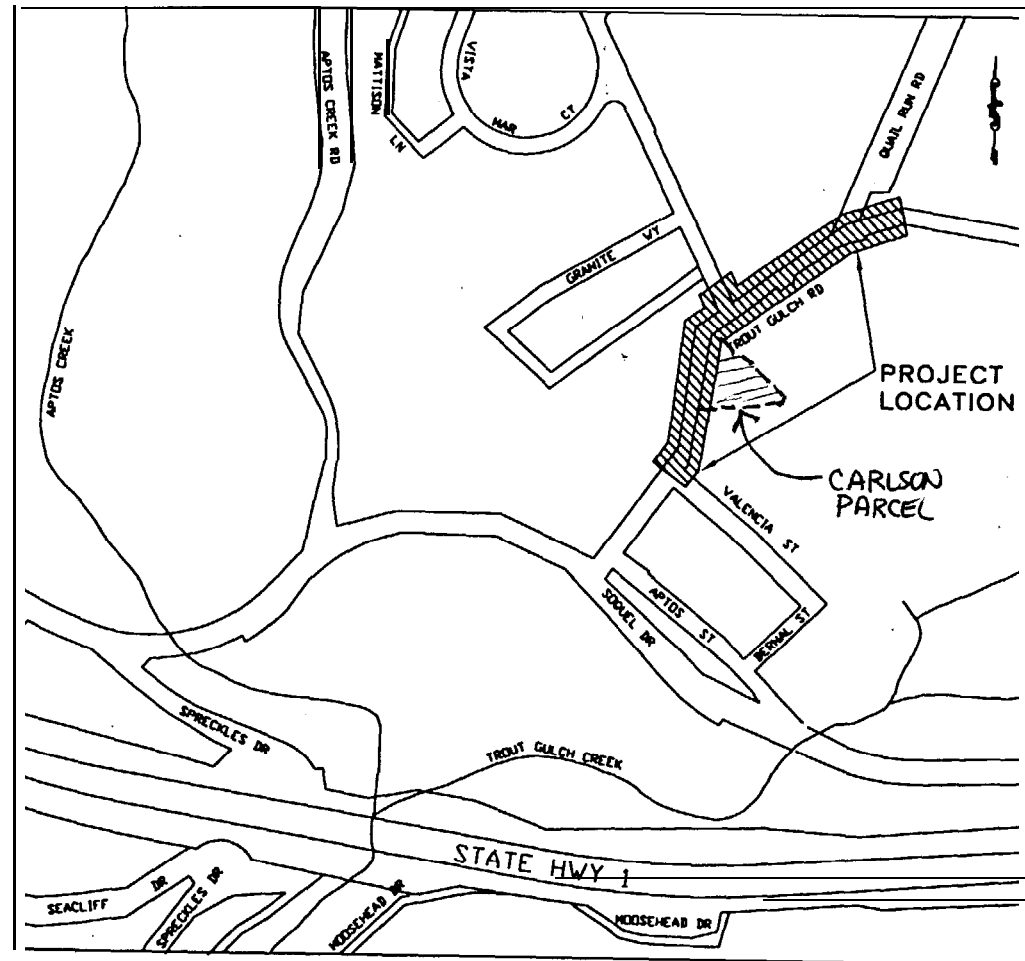 APTOS CREEK RD
MATTISON
LN
VISTA
MAR CT
QUAIL RUN RD
GRANITE WY
TROUT GULCH RD
APTOS CREEK
PROJECT
LOCATION
CARLSON
PARCEL
VALENCIA ST
APTOS ST
SOQUEL DR
BERNAL ST
SPRECKLES DR
TROUT GULCH CREEK
STATE HWY 1
SEACLIFF DR
SPRECKLES DR
MOOSEHEAD DR
MOOSEHEAD DR